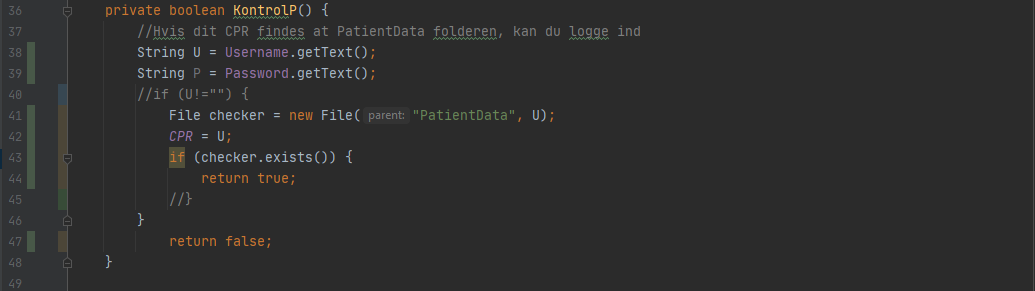 36 private boolean KontrolP() {
37 //Hvis dit CPR findes at PatientData folderen, kan du logge ind
38 String U = Username.getText();
39 String P = Password.getText();
40 //if (U!="") {
41 File checker = new File( parent: "PatientData", U);
42 CPR = U;
43 if (checker.exists()) {
44 return true;
45 //}
46 }
47 return false;
48 }
49